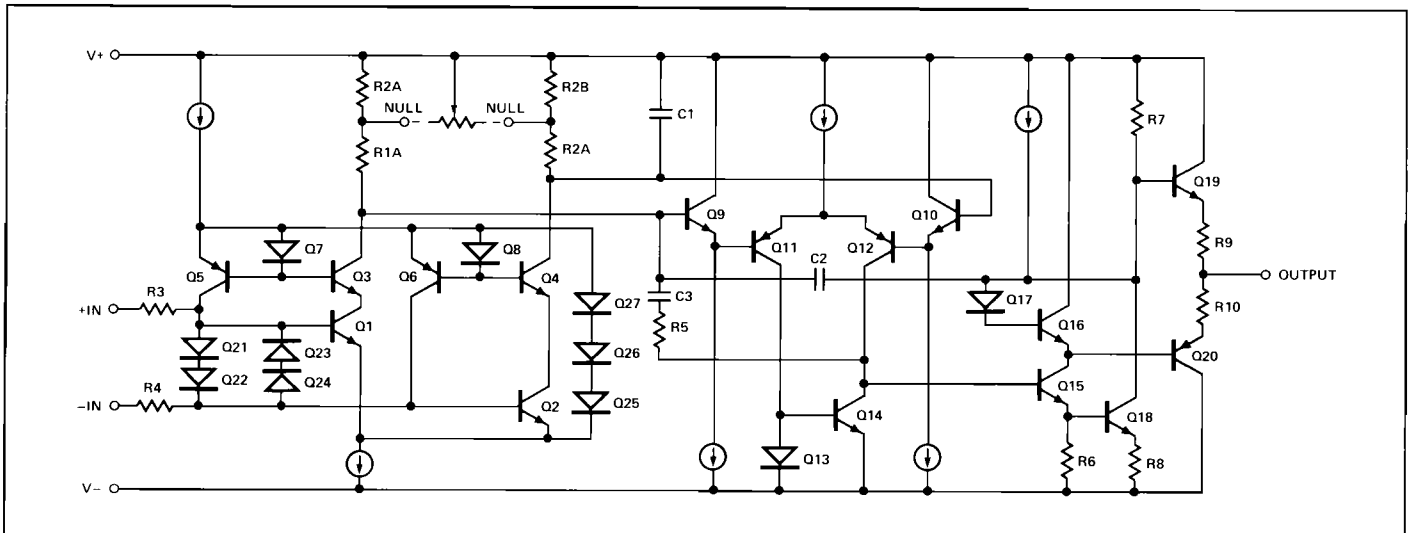 V+
R2A
R2B
NULL
NULL
C1
R7
R1A
R2A
Q19
Q9
Q10
Q7
Q8
Q11
Q12
R9
Q5
Q3
Q6
Q4
C2
OUTPUT
R3
C3
Q17
+IN
Q27
Q16
R10
Q1
R5
Q21
Q23
Q26
Q20
Q22
Q24
Q15
R4
Q25
-IN
Q2
Q14
Q18
Q13
R6
R8
V-